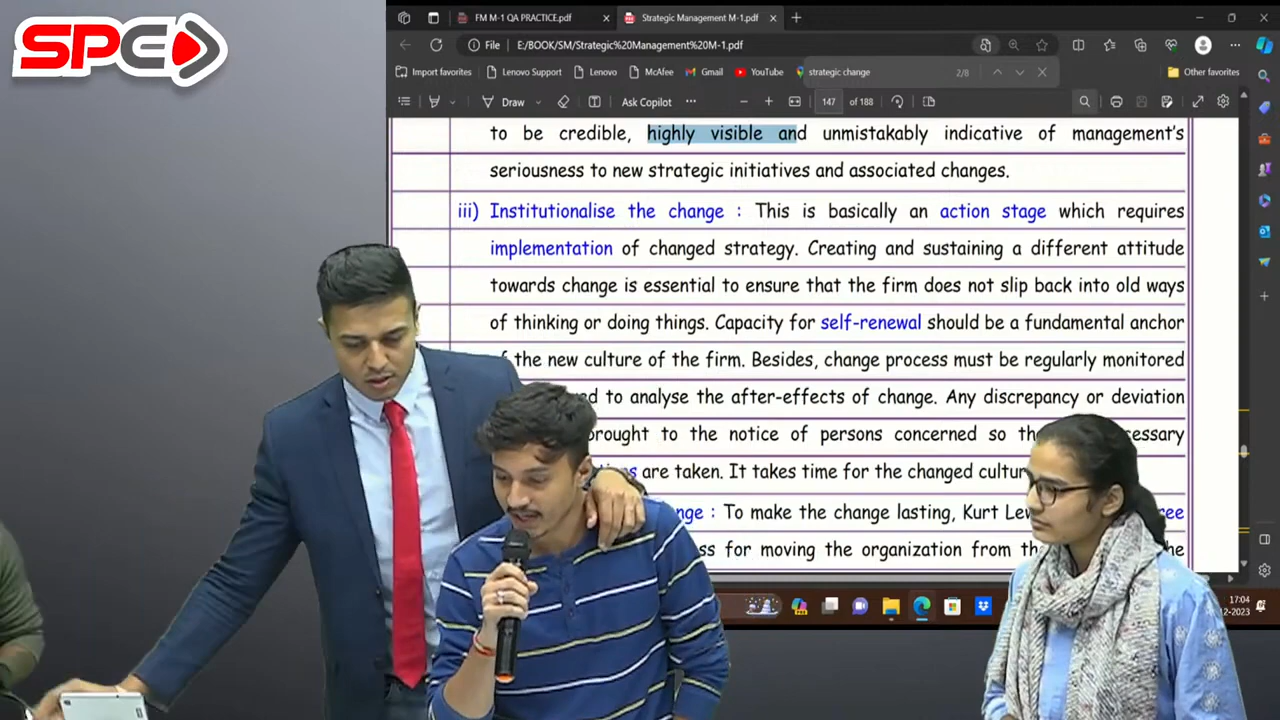 SPC
FM M-1 QA PRACTICE.pdf
Strategic Management M-1.pdf
File
E:/BOOK/SM/Strategic%20Management%20M-1.pdf
Import favorites
Lenovo Support
Lenovo
McAfee
Gmail
YouTube
strategic change
2/8
Other favorites
Draw
Ask Copilot
147
of 188
to be credible, highly visible and unmistakably indicative of management's
seriousness to new strategic initiatives and associated changes.
iii) Institutionalise the change : This is basically an action stage which requires
implementation of changed strategy. Creating and sustaining a different attitude
towards change is essential to ensure that the firm does not slip back into old ways
of thinking or doing things. Capacity for self-renewal should be a fundamental anchor
the new culture of the firm. Besides, change process must be regularly monitored
to analyse the after-effects of change. Any discrepancy or deviation
brought to the notice of persons concerned so
are taken. It takes time for the changed
: To make the change lasting, Kurt
for moving the organization from
17:04